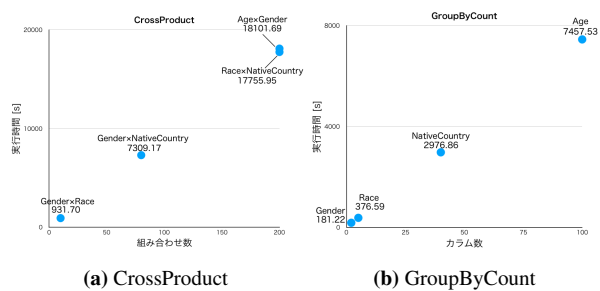 CrossProduct
Age×Gender
18101.69
20000
Race×NativeCountry
17755.95
実行時間 [s]
10000
Gender×NativeCountry
7309.17
Gender×Race
931.70
0
0 50 100 150 200
組み合わせ数
(a) CrossProduct
GroupByCount
Age
7457.53
8000
実行時間 [s]
4000
NativeCountry
2976.86
Race
376.59
Gender
181.22
0
0 25 50 75 100
カラム数
(b) GroupByCount